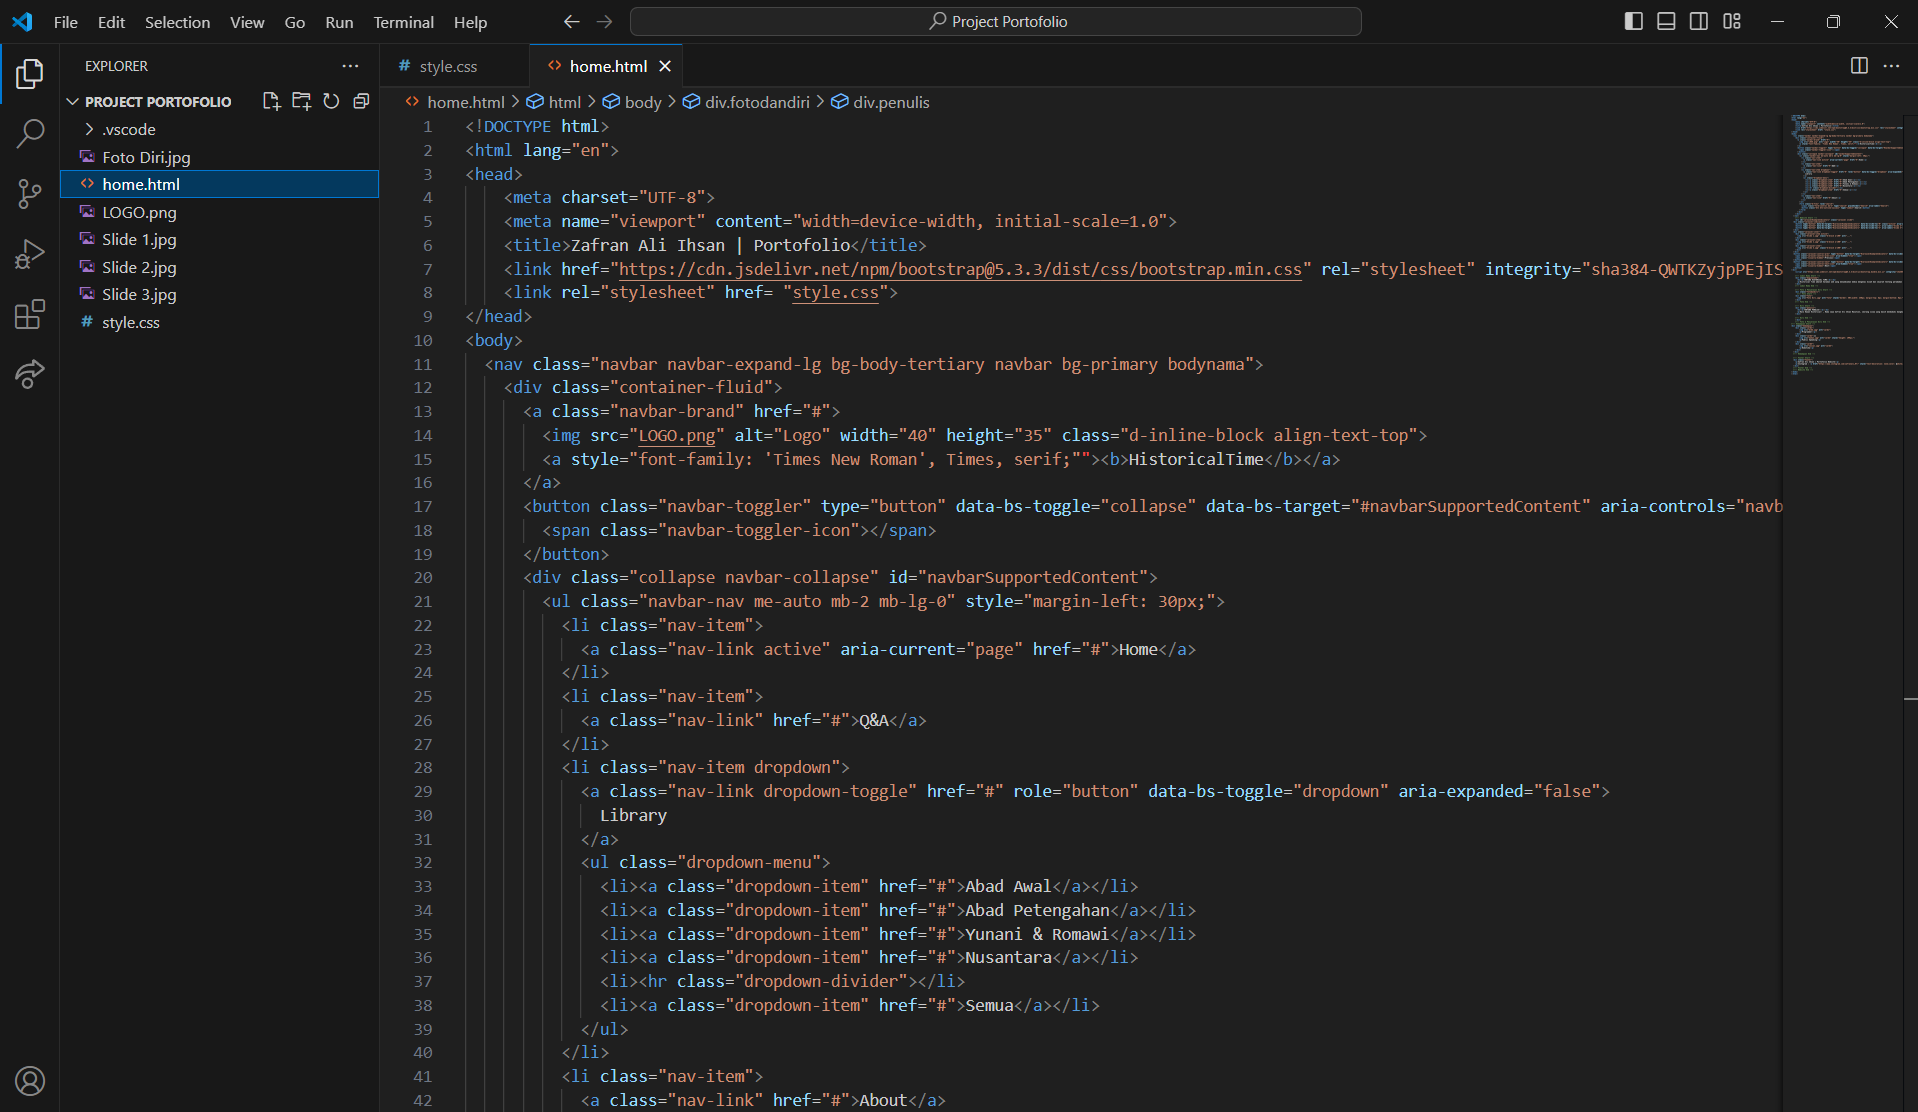 File Edit Selection View Go Run Terminal Help
Project Portofolio
EXPLORER
PROJECT PORTOFOLIO
.vscode
Foto Diri.jpg
home.html
LOGO.png
Slide 1.jpg
Slide 2.jpg
Slide 3.jpg
# style.css
# style.css
home.html
home.html > html > body > div.fotodandiri > div.penulis
1 <!DOCTYPE html>
2 <html lang="en">
3 <head>
4 <meta charset="UTF-8">
5 <meta name="viewport" content="width=device-width, initial-scale=1.0">
6 <title>Zafran Ali Ihsan | Portofolio</title>
7 <link href="https://cdn.jsdelivr.net/npm/bootstrap@5.3.3/dist/css/bootstrap.min.css" rel="stylesheet" integrity="sha384-QWTKZyjpPEjIS
8 <link rel="stylesheet" href= "style.css">
9 </head>
10 <body>
11 <nav class="navbar navbar-expand-lg bg-body-tertiary navbar bg-primary bodynama">
12 <div class="container-fluid">
13 <a class="navbar-brand" href="#">
14 <img src="LOGO.png" alt="Logo" width="40" height="35" class="d-inline-block align-text-top">
15 <a style="font-family: 'Times New Roman', Times, serif;""><b>HistoricalTime</b></a>
16 </a>
17 <button class="navbar-toggler" type="button" data-bs-toggle="collapse" data-bs-target="#navbarSupportedContent" aria-controls="navb
18 <span class="navbar-toggler-icon"></span>
19 </button>
20 <div class="collapse navbar-collapse" id="navbarSupportedContent">
21 <ul class="navbar-nav me-auto mb-2 mb-lg-0" style="margin-left: 30px;">
22 <li class="nav-item">
23 <a class="nav-link active" aria-current="page" href="#">Home</a>
24 </li>
25 <li class="nav-item">
26 <a class="nav-link" href="#">Q&A</a>
27 </li>
28 <li class="nav-item dropdown">
29 <a class="nav-link dropdown-toggle" href="#" role="button" data-bs-toggle="dropdown" aria-expanded="false">
30 Library
31 </a>
32 <ul class="dropdown-menu">
33 <li><a class="dropdown-item" href="#">Abad Awal</a></li>
34 <li><a class="dropdown-item" href="#">Abad Petengahan</a></li>
35 <li><a class="dropdown-item" href="#">Yunani & Romawi</a></li>
36 <li><a class="dropdown-item" href="#">Nusantara</a></li>
37 <li><hr class="dropdown-divider"></li>
38 <li><a class="dropdown-item" href="#">Semua</a></li>
39 </ul>
40 </li>
41 <li class="nav-item">
42 <a class="nav-link" href="#">About</a>